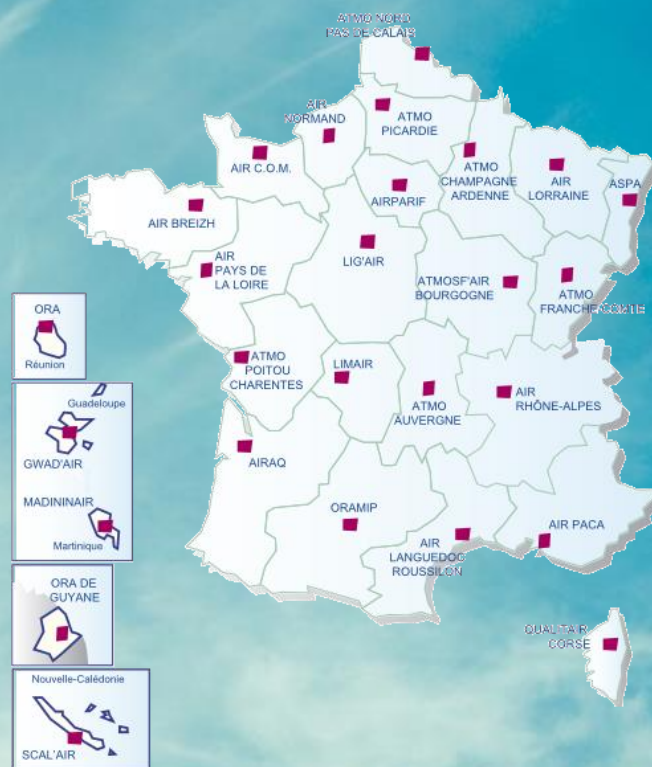 ATMO NORD
PAS DE CALAIS
AIR
NORMAND
ATMO
PICARDIE
AIR C.O.M.
ATMO
CHAMPAGNE
ARDENNE
AIR
LORRAINE
ASPA
AIRPARIF
AIR BREIZH
AIR
PAYS DE
LA LOIRE
LIG'AIR
ATMOSF'AIR
BOURGOGNE
ATMO
FRANCHE-COMTE
ORA
Réunion
ATMO
POITOU
CHARENTES
LIMAIR
ATMO
AUVERGNE
AIR
RHÔNE-ALPES
Guadeloupe
GWAD'AIR
AIRAQ
MADININAIR
Martinique
ORAMIP
AIR
LANGUEDOC
ROUSSILON
AIR PACA
ORA DE
GUYANE
QUALITAIR
CORSE
Nouvelle-Calédonie
SCAL'AIR